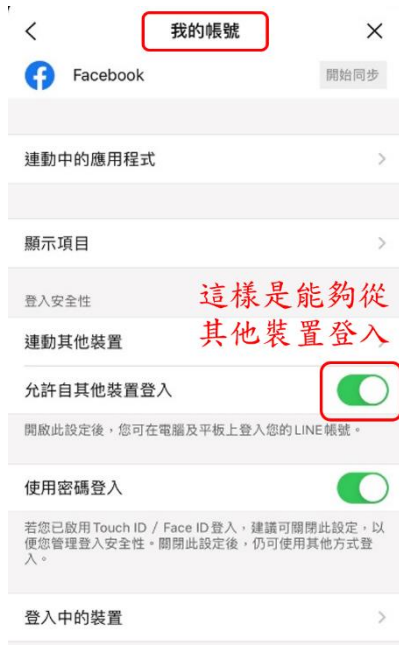 我的帳號
Facebook
開始同步
連動中的應用程式
顯示項目
登入安全性
這樣是能夠從
其他裝置登入
連動其他裝置
允許自其他裝置登入
開啟此設定後，您可在電腦及平板上登入您的LINE帳號。
使用密碼登入
若您已啟用Touch ID / Face ID登入，建議可關閉此設定，以
便您管理登入安全性。關閉此設定後，仍可使用其他方式登
入。
登入中的裝置